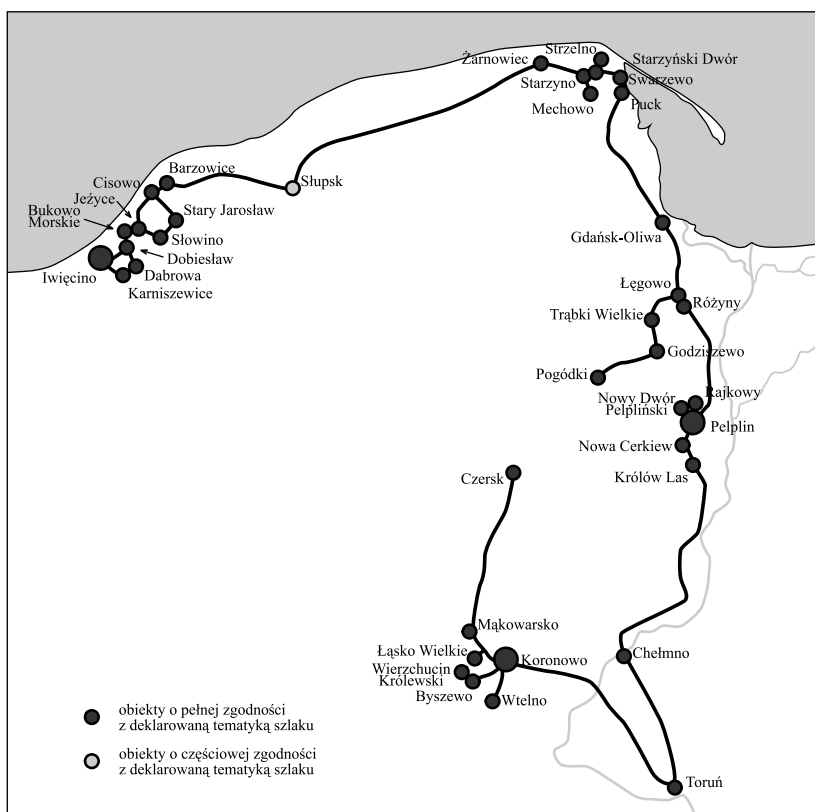 Strzelno
Żarnowiec
Starzyński Dwór
Starzyno
Swarzewo
Mechowo
Puck
Barzowice
Cisowo
Słupsk
Jeżyce
Bukowo
Morskie
Stary Jarosław
Słowino
Gdańsk-Oliwa
Dobiesław
Iwięcino
Dabrowa
Karniszewice
Łęgowo
Różyny
Trąbki Wielkie
Godziszewo
Pogódki
Rajkowy
Nowy Dwór
Pelpliński
Pelplin
Nowa Cerkiew
Królów Las
Czersk
Mąkowarsko
Łąsko Wielkie
Koronowo
Chełmno
Wierzchucin
Królewski
Byszewo
Wtelno
obiekty o pełnej zgodności
z deklarowaną tematyką szlaku
obiekty o częściowej zgodności
z deklarowaną tematyką szlaku
Toruń